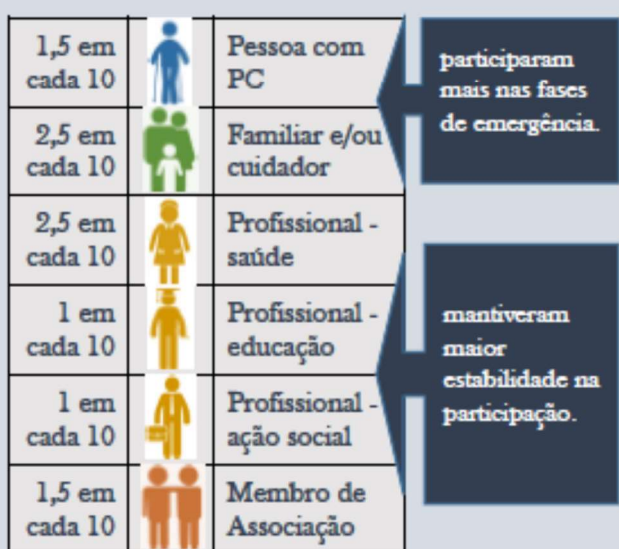 1,5 em
cada 10
Pessoa com
PC
2,5 em
cada 10
Familiar e/ou
cuidador
participaram
mais nas fases
de emergência.
2,5 em
cada 10
Profissional -
saúde
1 em
cada 10
Profissional -
educação
1 em
cada 10
Profissional -
ação social
1,5 em
cada 10
Membro de
Associação
mantiveram
maior
estabilidade na
participação.